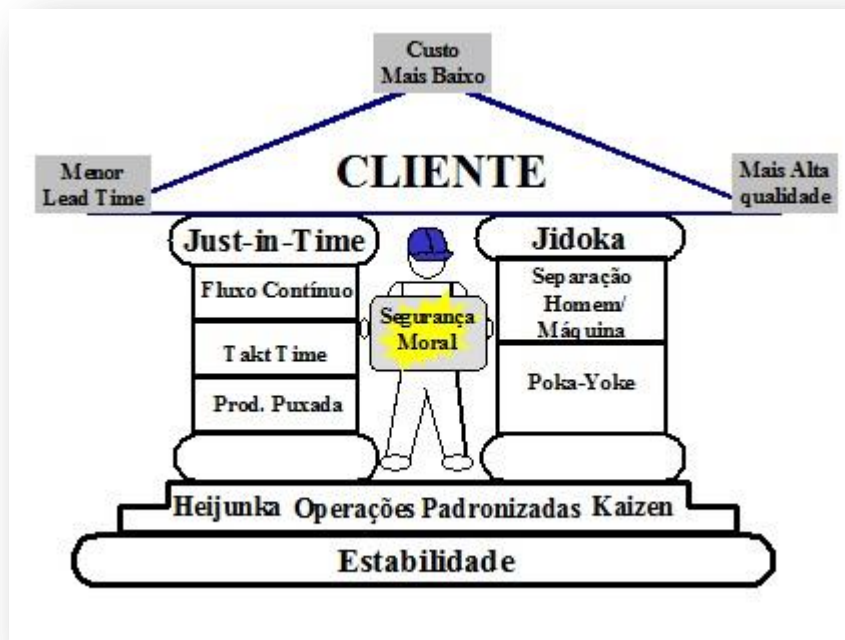 Custo
Mais Baixo
Menor
Lead Time
CLIENTE
Mais Alta
qualidade
Just-in-Time
Jidoka
Fluxo Contínuo
Takt Time
Prod. Puxada
Segurança
Moral
Separação
Homem/
Máquina
Poka-Yoke
Heijunka Operações Padronizadas Kaizen
Estabilidade